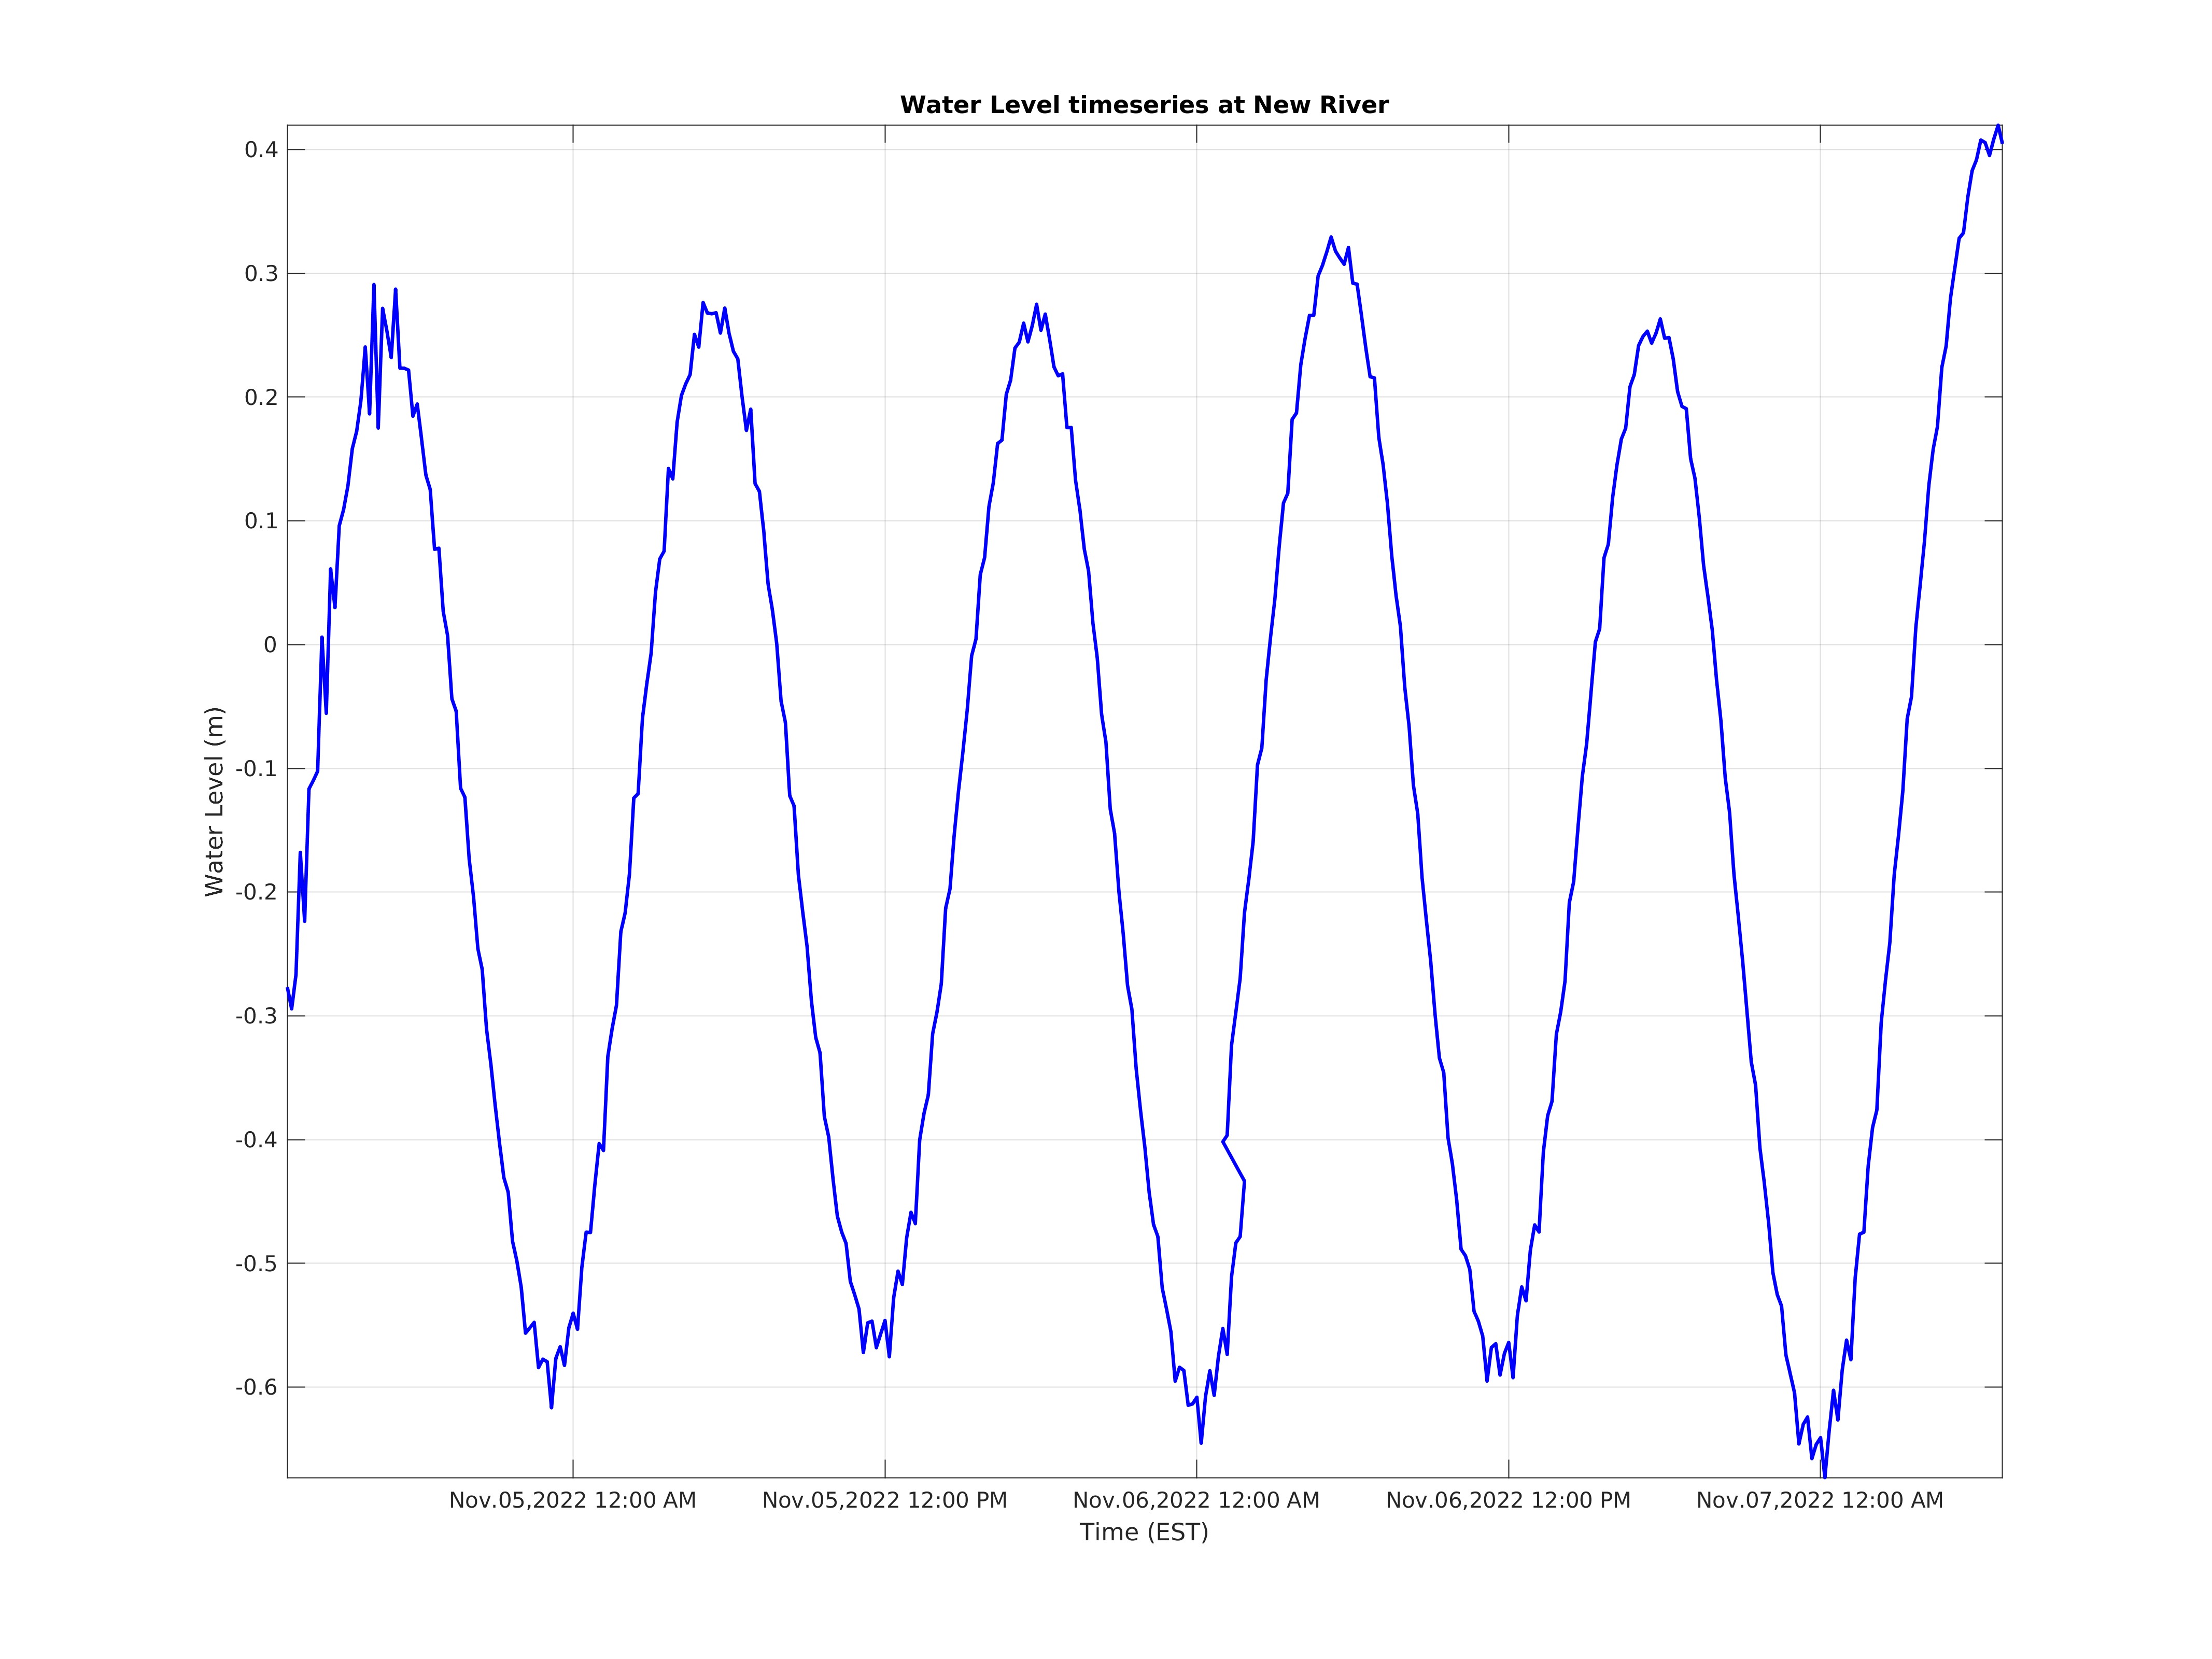 Water Level timeseries at New River
0.4
0.3
0.2
0.1
0
-0.1
-0.2
-0.3
-0.4
-0.5
-0.6
Water Level (m)
Nov.05,2022 12:00 AM Nov.05,2022 12:00 PM Nov.06,2022 12:00 AM Nov.06,2022 12:00 PM Nov.07,2022 12:00 AM
Time (EST)